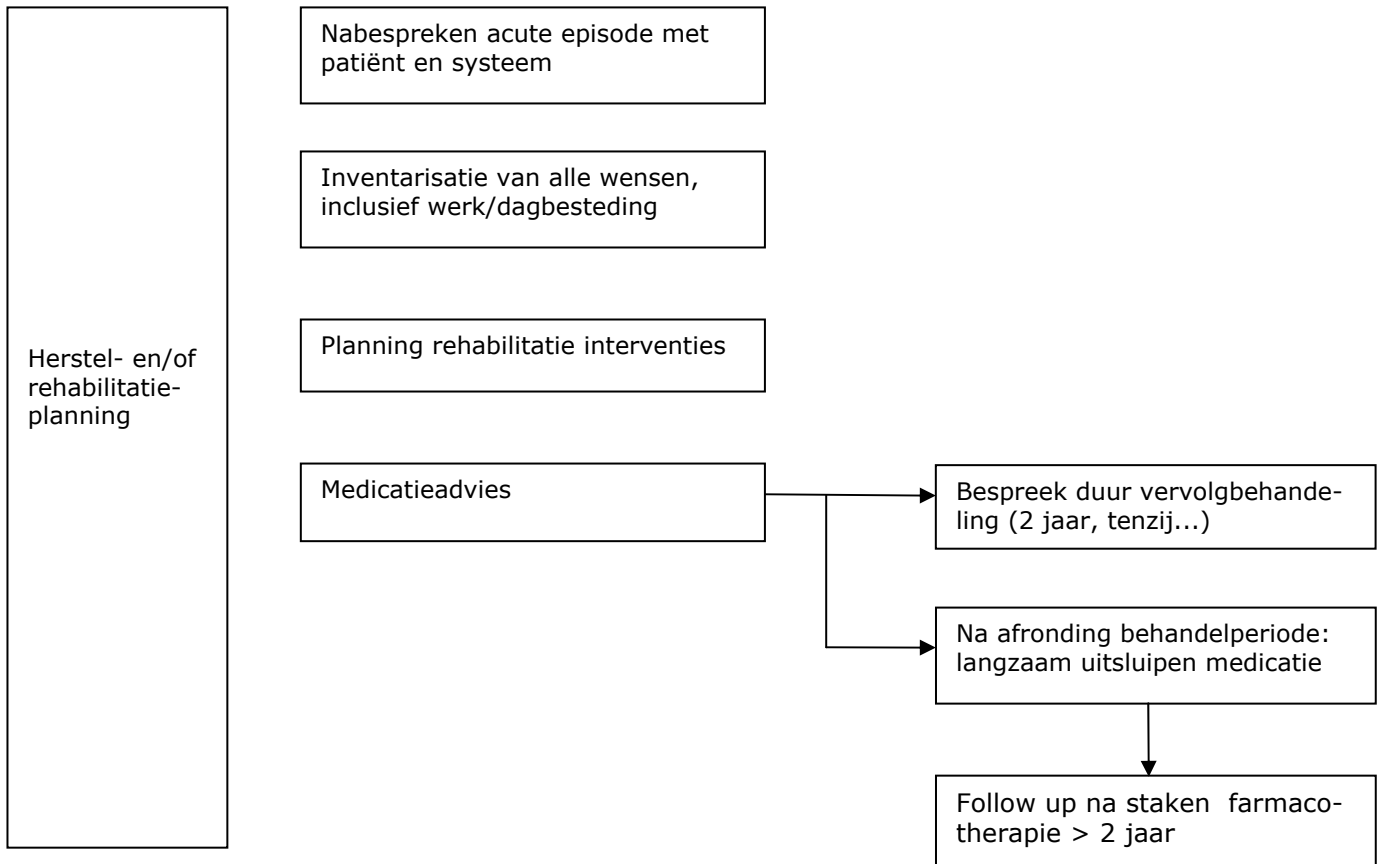 Nabespreken acute episode met
patiënt en systeem
Inventarisatie van alle wensen,
inclusief werk/dagbesteding
Herstel- en/of
rehabilitatie-
planning
Planning rehabilitatie interventies
Medicatieadvies
Bespreek duur vervolgbehande-
ling (2 jaar, tenzij...)
Na afronding behandelperiode:
langzaam uitsluipen medicatie
Follow up na staken  farmaco-
therapie > 2 jaar